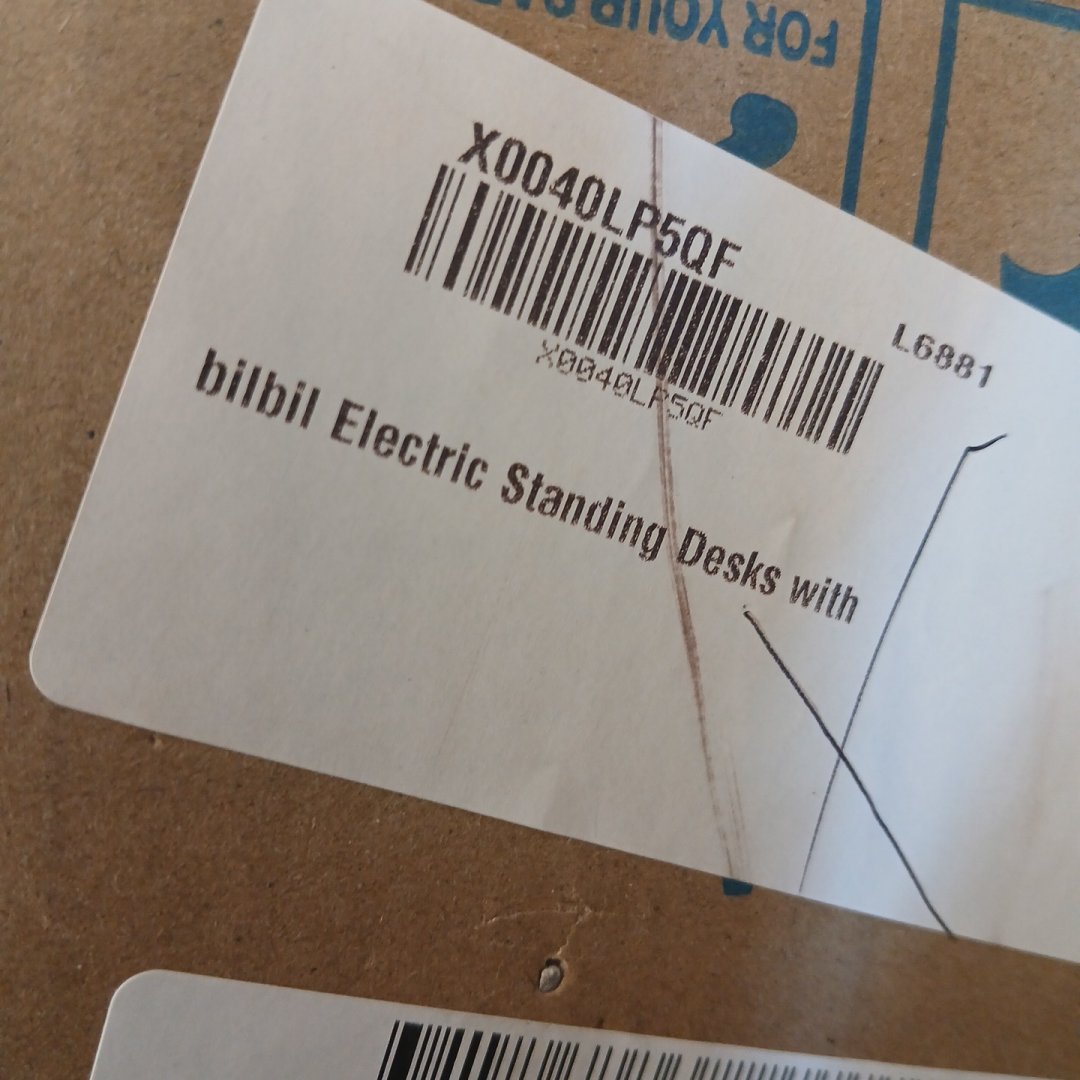 FOR YOUR
X0040LP5QF
X0040LP5QF
L6881
bilbil Electric Standing Desks with